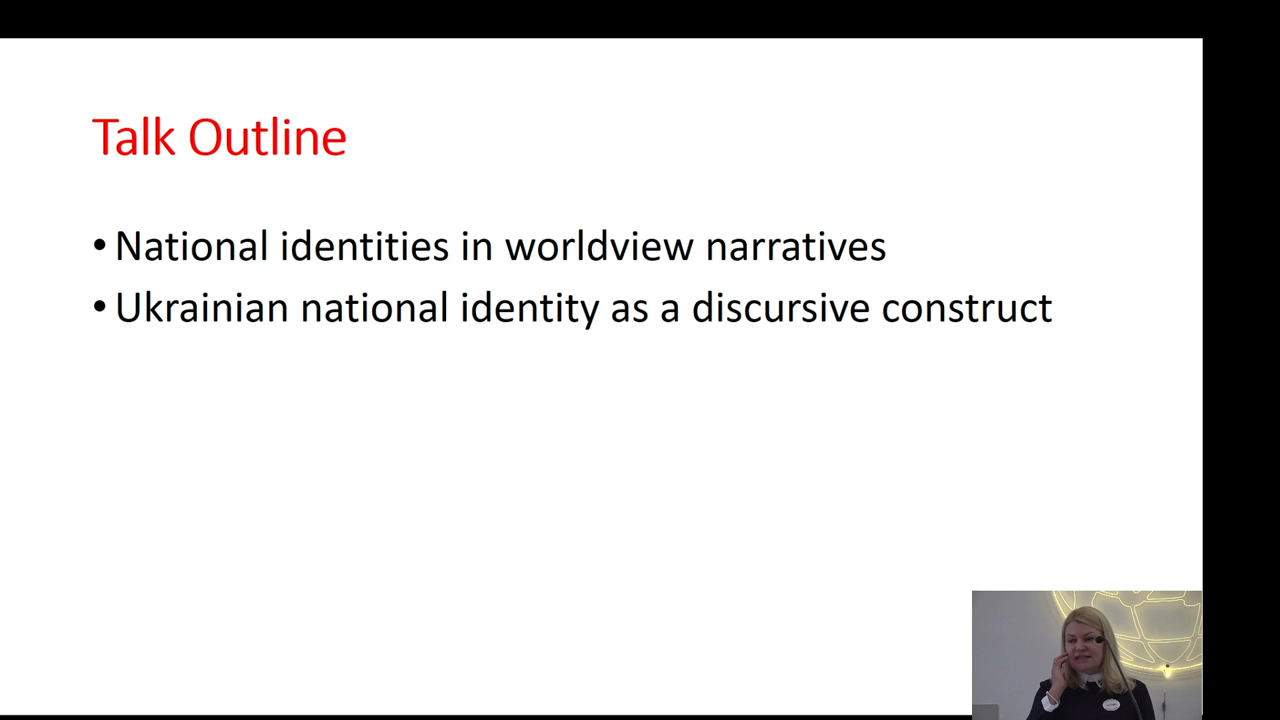 Talk Outline
• National identities in worldview narratives
• Ukrainian national identity as a discursive construct